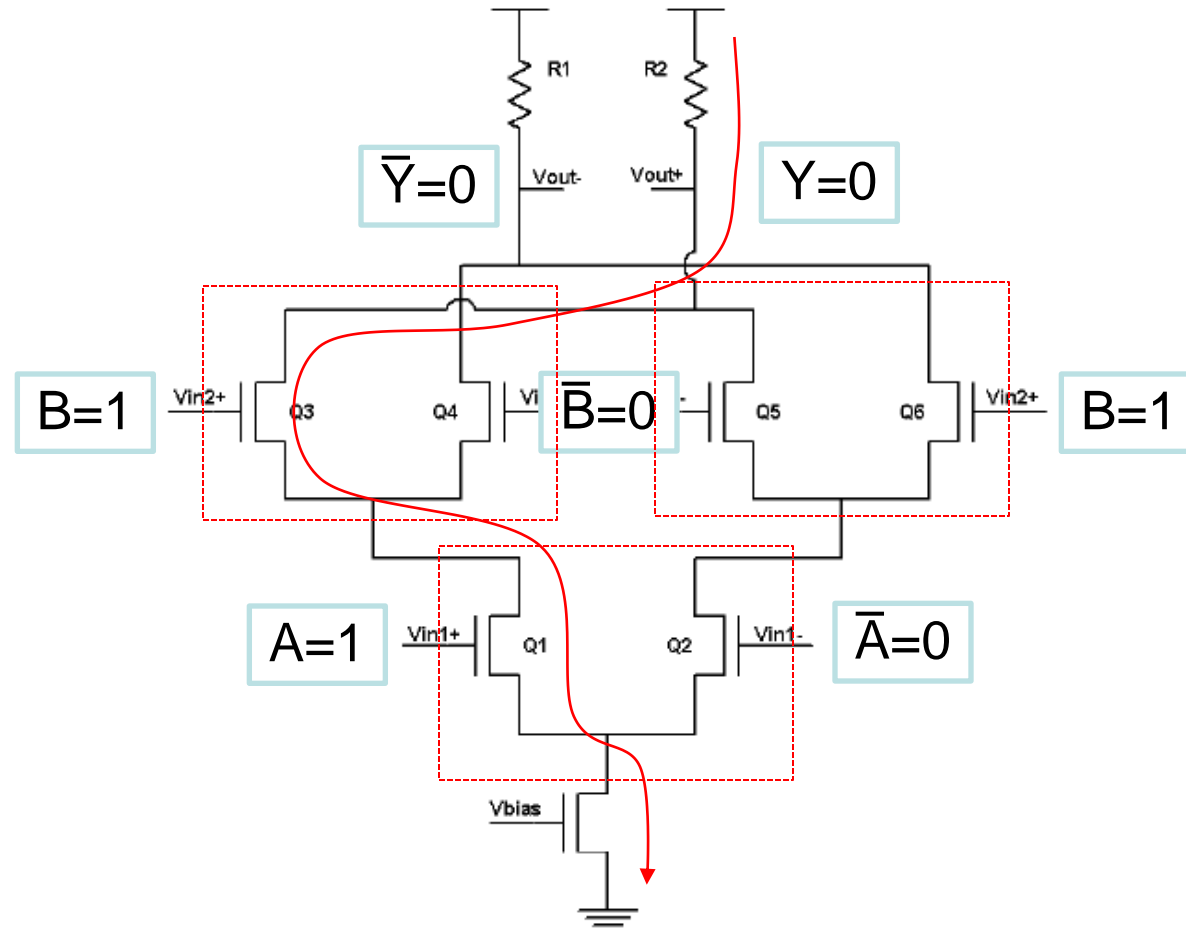 R1
R2
Y̅=0
Vout-
Vout+
Y=0
B=1
Vin2+
Q3
Q4
Vi
B̅=0
-
Q5
Q6
Vin2+
B=1
A=1
Vin1+
Q1
Q2
Vin1-
A̅=0
Vbias